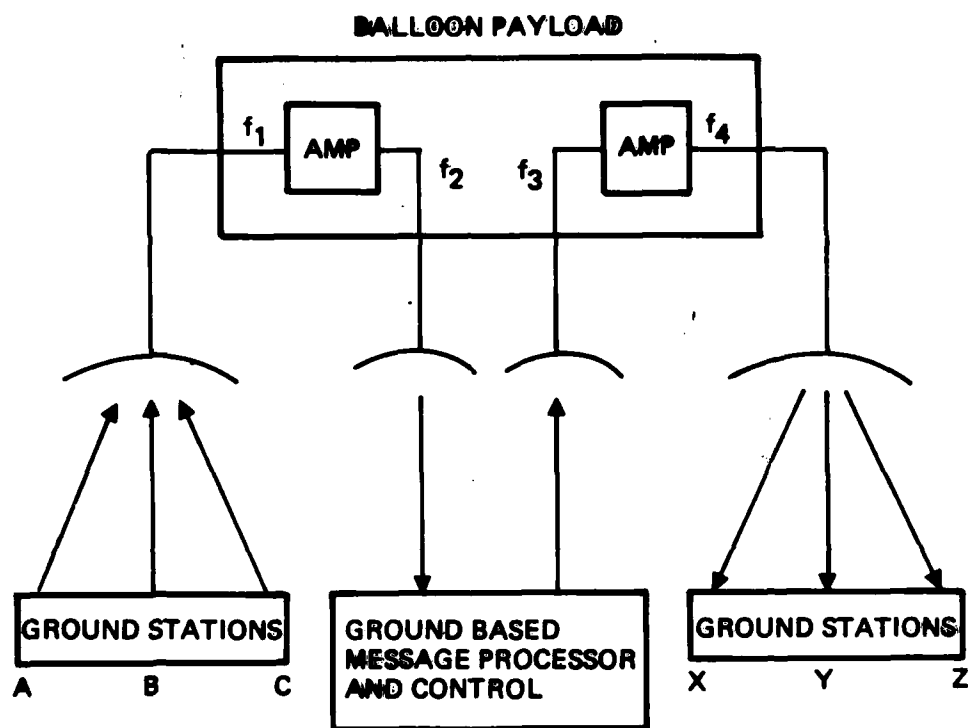 BALLOON PAYLOAD
f1 AMP f2 f3 AMP f4
GROUND STATIONS
A B C
GROUND BASED
MESSAGE PROCESSOR
AND CONTROL
GROUND STATIONS
X Y Z